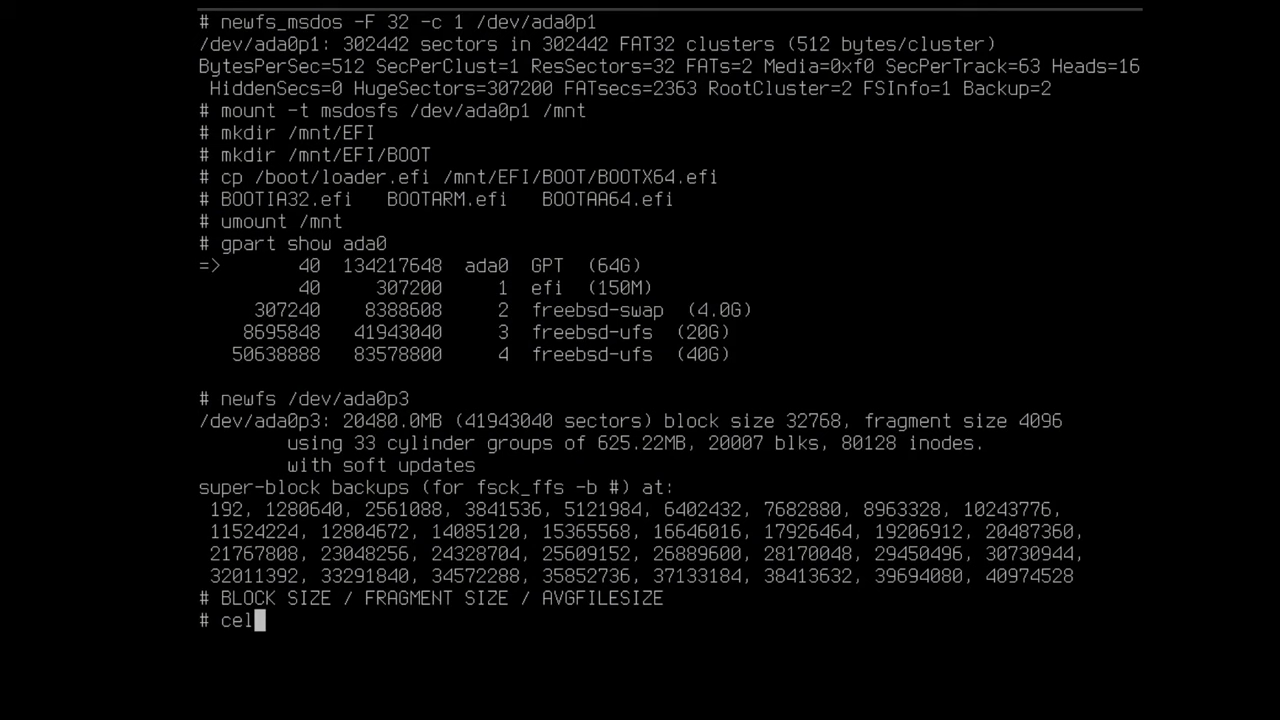 # newfs_msdos -F 32 -c 1 /dev/ada0p1
/dev/ada0p1: 302442 sectors in 302442 FAT32 clusters (512 bytes/cluster)
BytesPerSec=512 SecPerClust=1 ResSectors=32 FATs=2 Media=0xf0 SecPerTrack=63 Heads=16
HiddenSecs=0 HugeSectors=307200 FATsecs=2363 RootCluster=2 FSInfo=1 Backup=2
# mount -t msdosfs /dev/ada0p1 /mnt
# mkdir /mnt/EFI
# mkdir /mnt/EFI/BOOT
# cp /boot/loader.efi /mnt/EFI/BOOT/BOOTX64.efi
# BOOTIA32.efi   BOOTARM.efi   BOOTAA64.efi
# umount /mnt
# gpart show ada0
=>       40  134217648  ada0  GPT  (64G)
         40     307200     1  efi  (150M)
     307240    8388608     2  freebsd-swap  (4.0G)
    8695848   41943040     3  freebsd-ufs  (20G)
   50638888   83578800     4  freebsd-ufs  (40G)
# newfs /dev/ada0p3
/dev/ada0p3: 20480.0MB (41943040 sectors) block size 32768, fragment size 4096
        using 33 cylinder groups of 625.22MB, 20007 blks, 80128 inodes.
        with soft updates
super-block backups (for fsck_ffs -b #) at:
 192, 1280640, 2561088, 3841536, 5121984, 6402432, 7682880, 8963328, 10243776,
 11524224, 12804672, 14085120, 15365568, 16646016, 17926464, 19206912, 20487360,
 21767808, 23048256, 24328704, 25609152, 26889600, 28170048, 29450496, 30730944,
 32011392, 33291840, 34572288, 35852736, 37133184, 38413632, 39694080, 40974528
# BLOCK SIZE / FRAGMENT SIZE / AVGFILESIZE
# cel